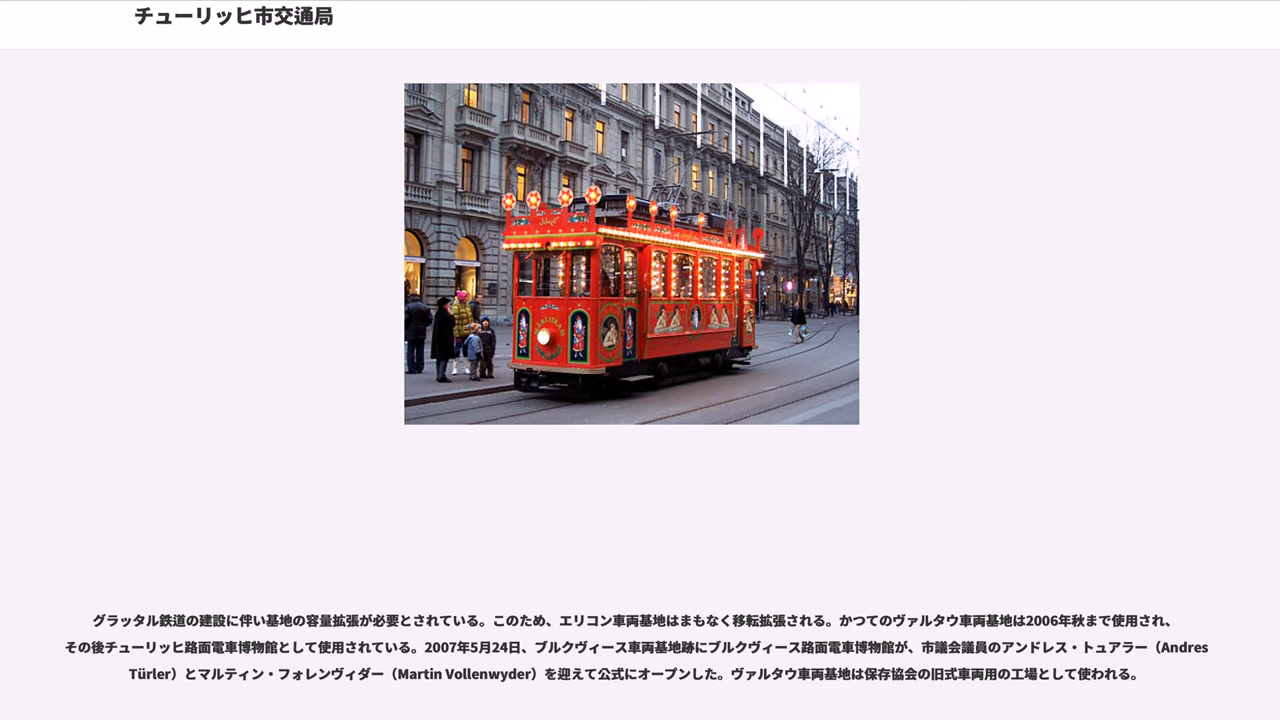 チューリッヒ市交通局
グラッタル鉄道の建設に伴い基地の容量拡張が必要とされている。このため、エリコン車両基地はまもなく移転拡張される。かつてのヴァルタウ車両基地は2006年秋まで使用され、
その後チューリッヒ路面電車博物館として使用されている。2007年5月24日、ブルクヴィース車両基地跡にブルクヴィース路面電車博物館が、市議会議員のアンドレス・トュアラー（Andres
Türler）とマルティン・フォレンヴィダー（Martin Vollenwyder）を迎えて公式にオープンした。ヴァルタウ車両基地は保存協会の旧式車両用の工場として使われる。